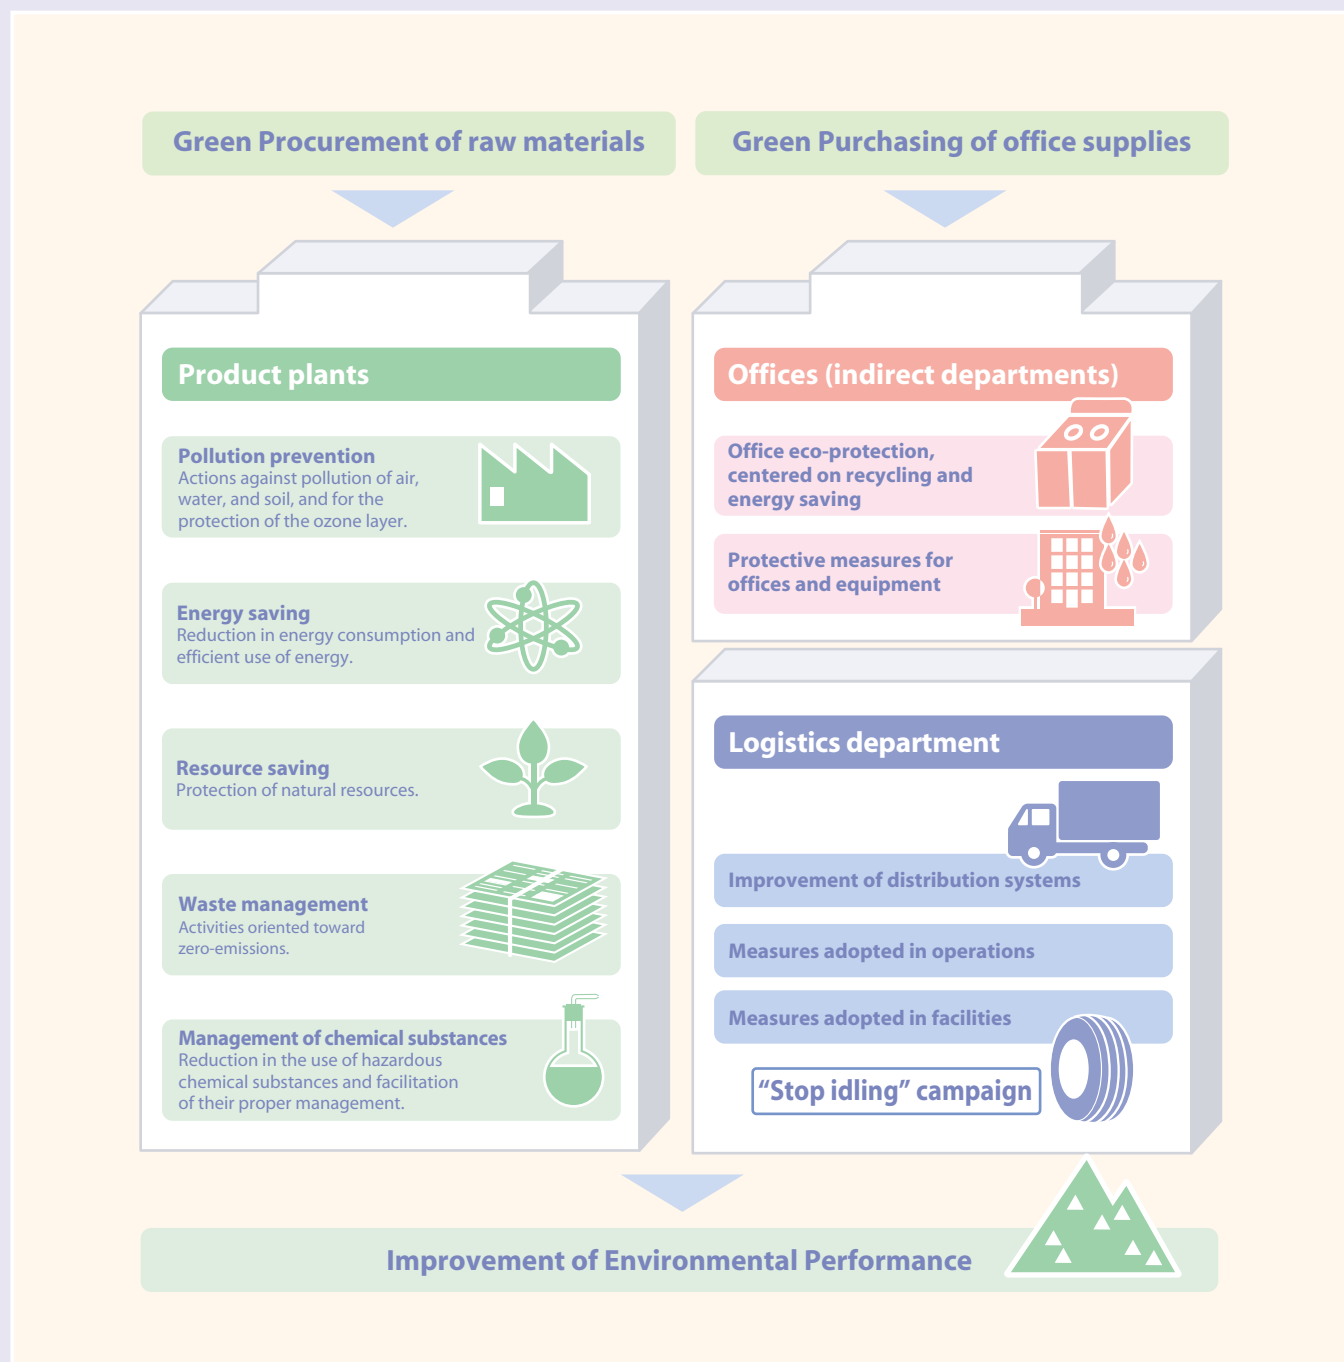 Green Procurement of raw materials
Green Purchasing of office supplies
Product plants
Pollution prevention
Actions against pollution of air,
water, and soil, and for the
protection of the ozone layer.
Energy saving
Reduction in energy consumption and
efficient use of energy.
Resource saving
Protection of natural resources.
Waste management
Activities oriented toward
zero-emissions.
Management of chemical substances
Reduction in the use of hazardous
chemical substances and facilitation
of their proper management.
Offices (indirect departments)
Office eco-protection,
centered on recycling and
energy saving
Protective measures for
offices and equipment
Logistics department
Improvement of distribution systems
Measures adopted in operations
Measures adopted in facilities
“Stop idling” campaign
Improvement of Environmental Performance